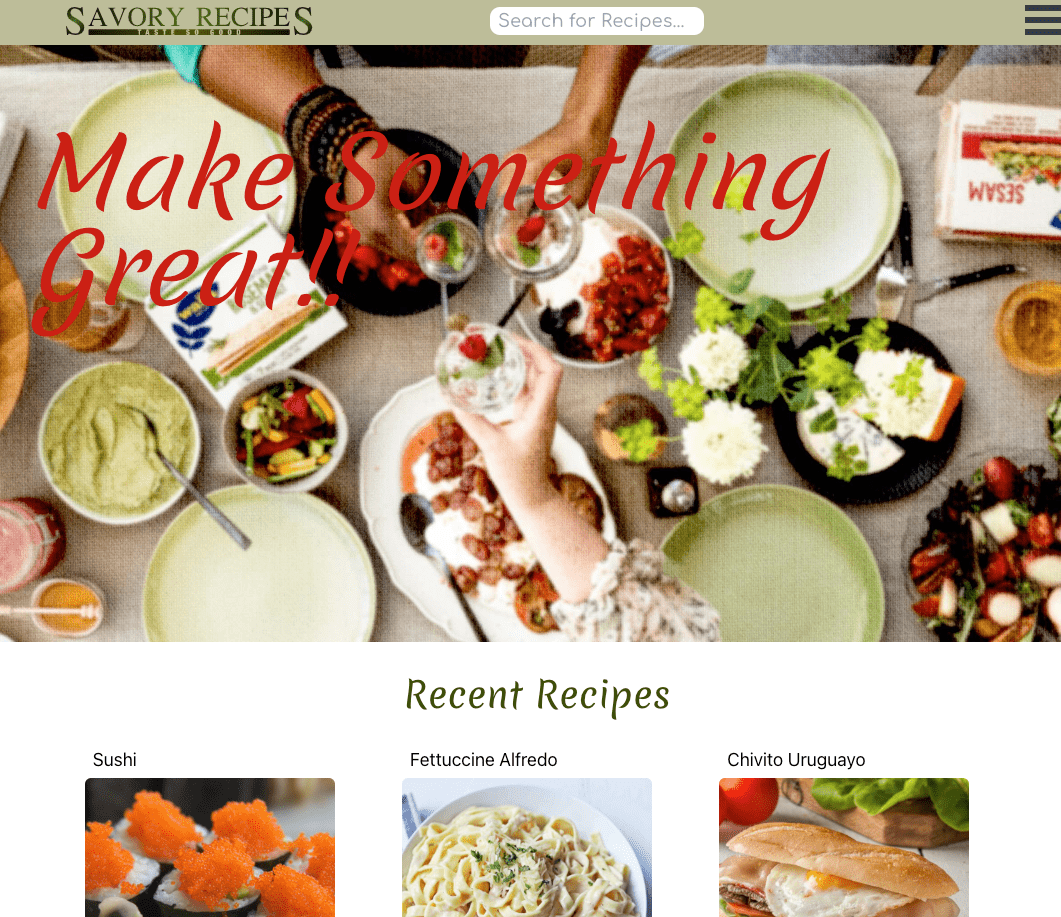 SAVORY RECIPES
TASTE SO GOOD
Search for Recipes...
Make Something
Great!!
SESAM
Recent Recipes
Sushi
Fettuccine Alfredo
Chivito Uruguayo